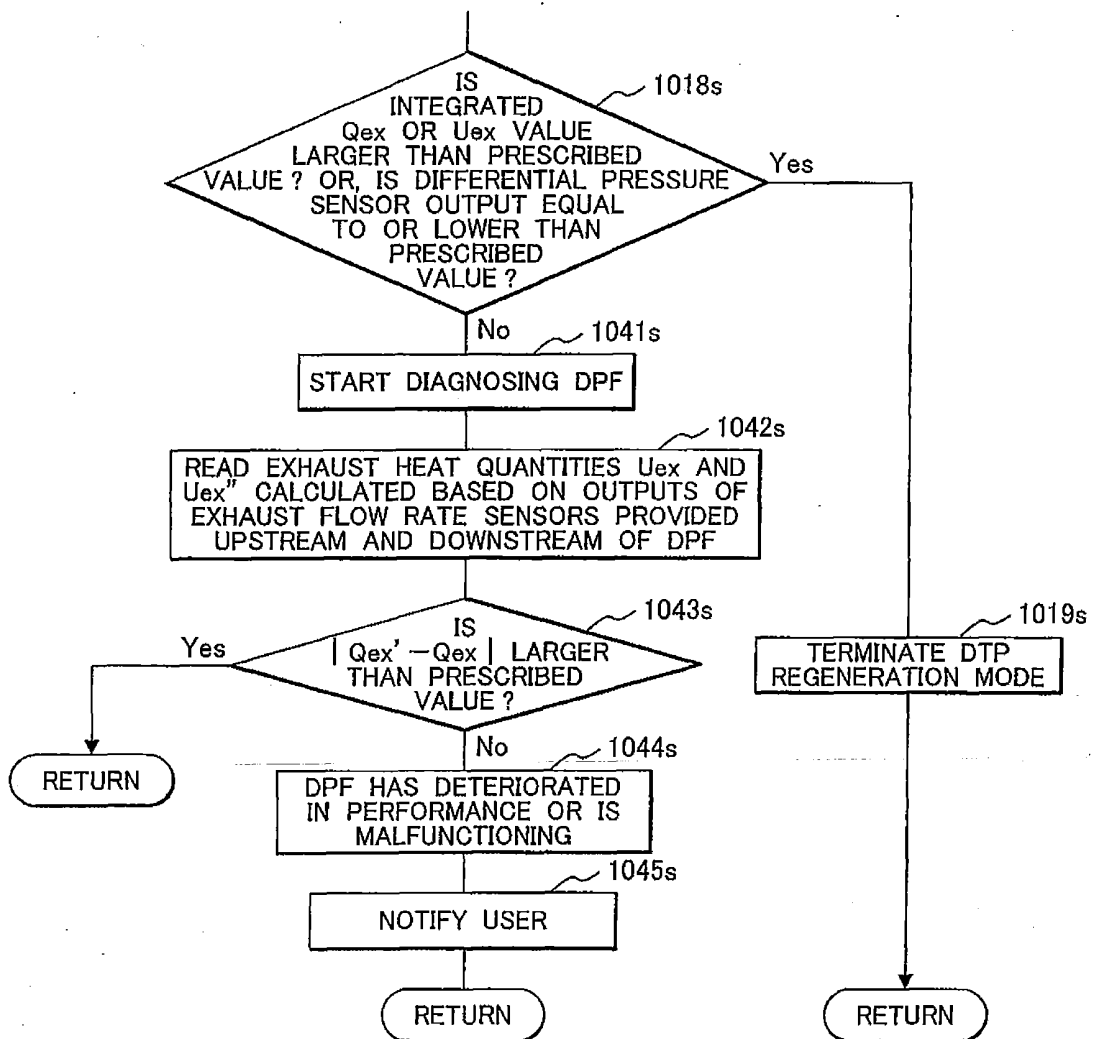 IS
INTEGRATED
Qex OR Uex VALUE
LARGER THAN PRESCRIBED
VALUE ? OR, IS DIFFERENTIAL PRESSURE
SENSOR OUTPUT EQUAL
TO OR LOWER THAN
PRESCRIBED
VALUE ?
1018s
Yes
No
1041s
START DIAGNOSING DPF
1042s
READ EXHAUST HEAT QUANTITIES Uex AND
Uex" CALCULATED BASED ON OUTPUTS OF
EXHAUST FLOW RATE SENSORS PROVIDED
UPSTREAM AND DOWNSTREAM OF DPF
1043s
IS
| Qex' – Qex | LARGER
THAN PRESCRIBED
VALUE ?
Yes
RETURN
No
1044s
DPF HAS DETERIORATED
IN PERFORMANCE OR IS
MALFUNCTIONING
1045s
NOTIFY USER
RETURN
1019s
TERMINATE DTP
REGENERATION MODE
RETURN